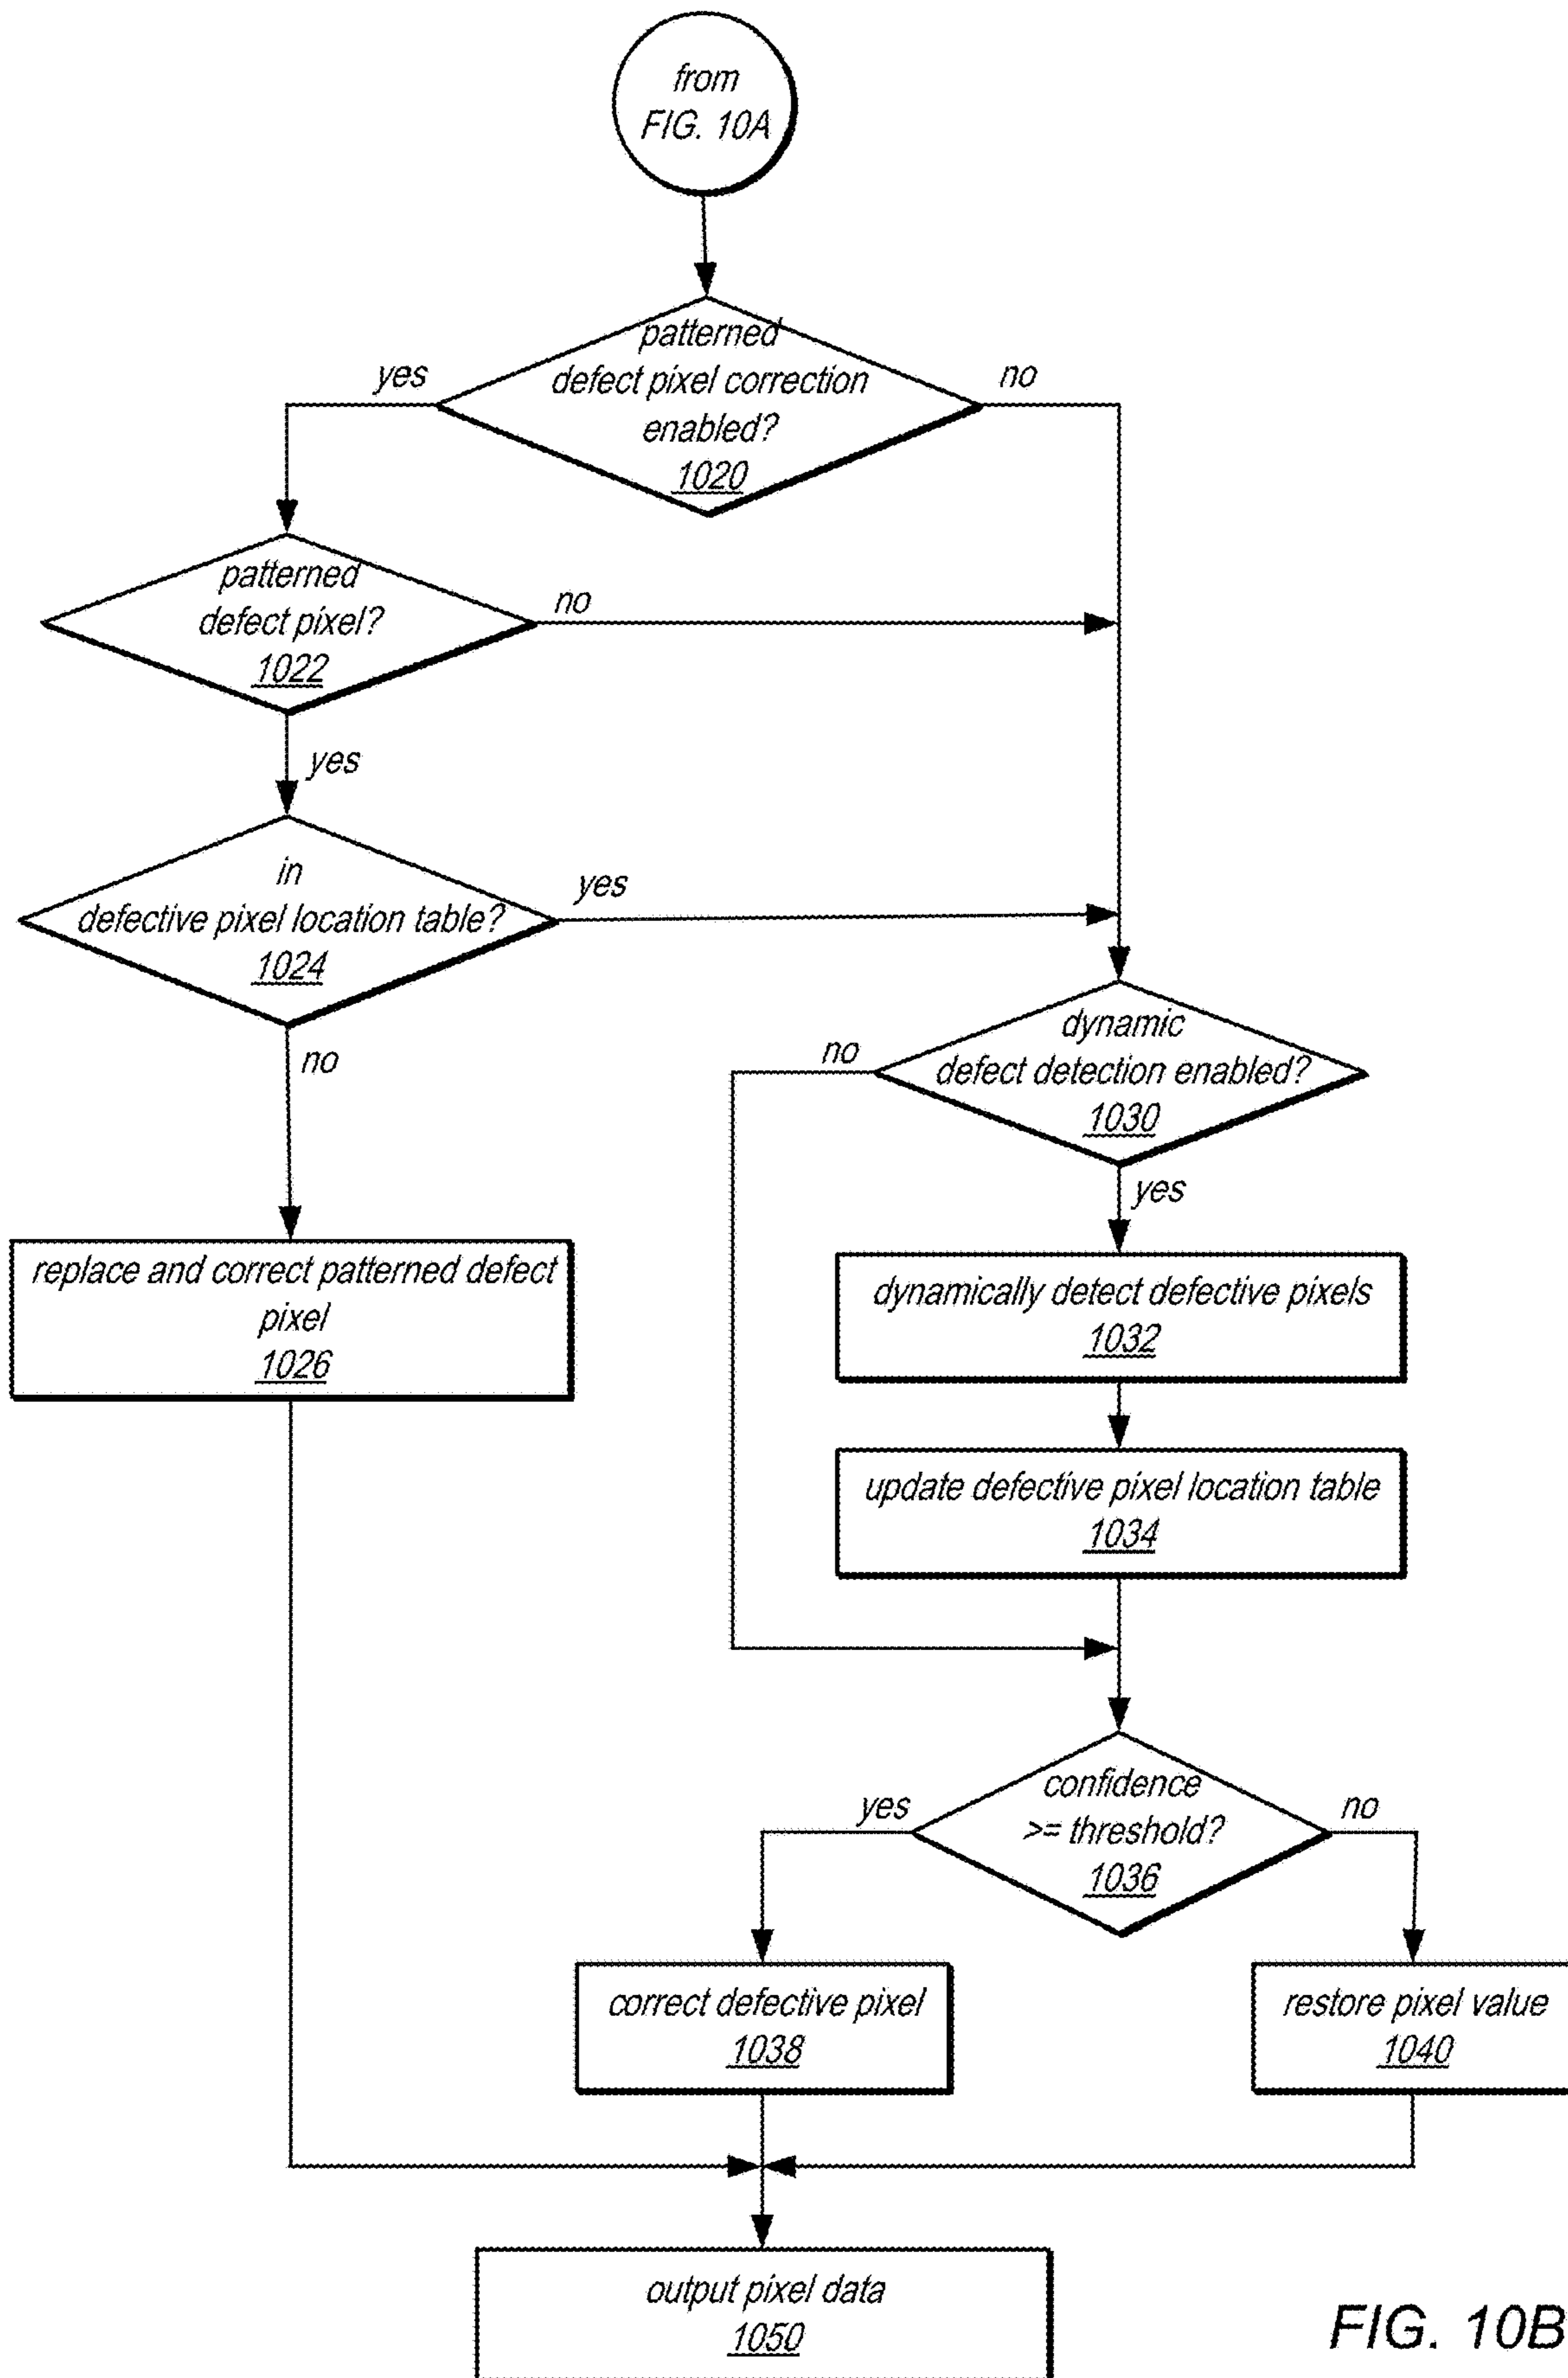 from
FIG. 10A
patterned
defect pixel correction
enabled?
1020
yes
no
patterned
defect pixel?
1022
no
yes
in
defective pixel location table?
1024
yes
no
dynamic
defect detection enabled?
1030
no
yes
replace and correct patterned defect
pixel
1026
dynamically detect defective pixels
1032
update defective pixel location table
1034
confidence
>= threshold?
1036
yes
no
correct defective pixel
1038
restore pixel value
1040
output pixel data
1050
FIG. 10B